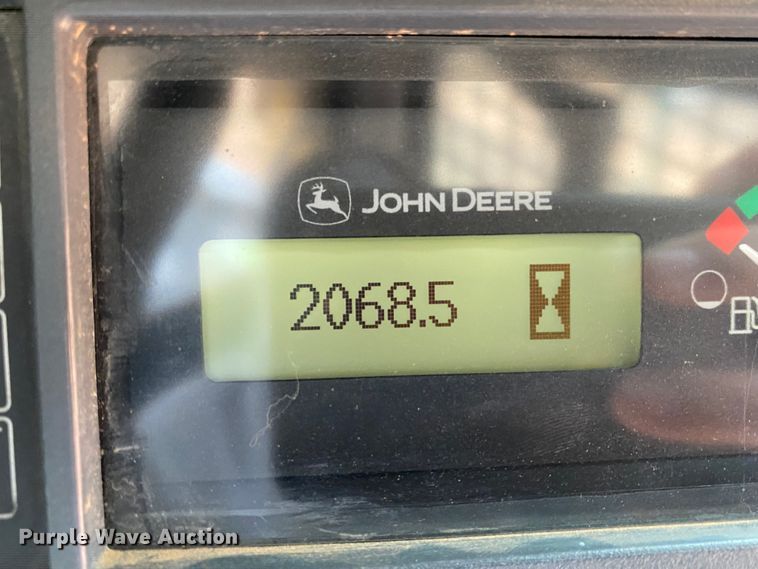 JOHN DEERE
2068.5
Purple Wave Auction